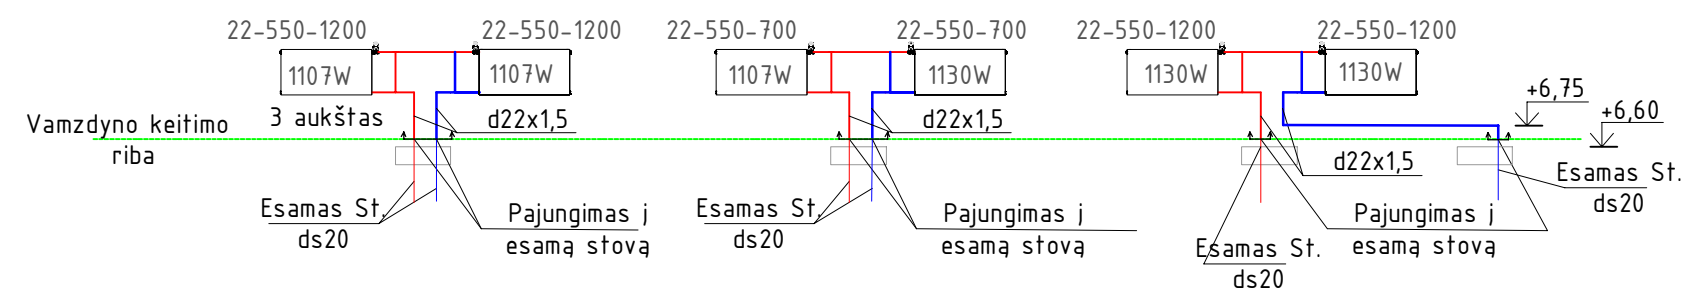 22-550-1200 22-550-1200 22-550-700 22-550-700 22-550-1200 22-550-1200
1107W 1107W 1107W 1130W 1130W 1130W
+6,75
+6,60
3 aukštas d22x1,5 d22x1,5
Vamzdyno keitimo
riba
d22x1,5
Esamas St.
ds20
Esamas St.
ds20
Pajungimas į
esamą stovą
Esamas St.
ds20
Pajungimas į
esamą stovą
Esamas St.
ds20
Pajungimas į
esamą stovą